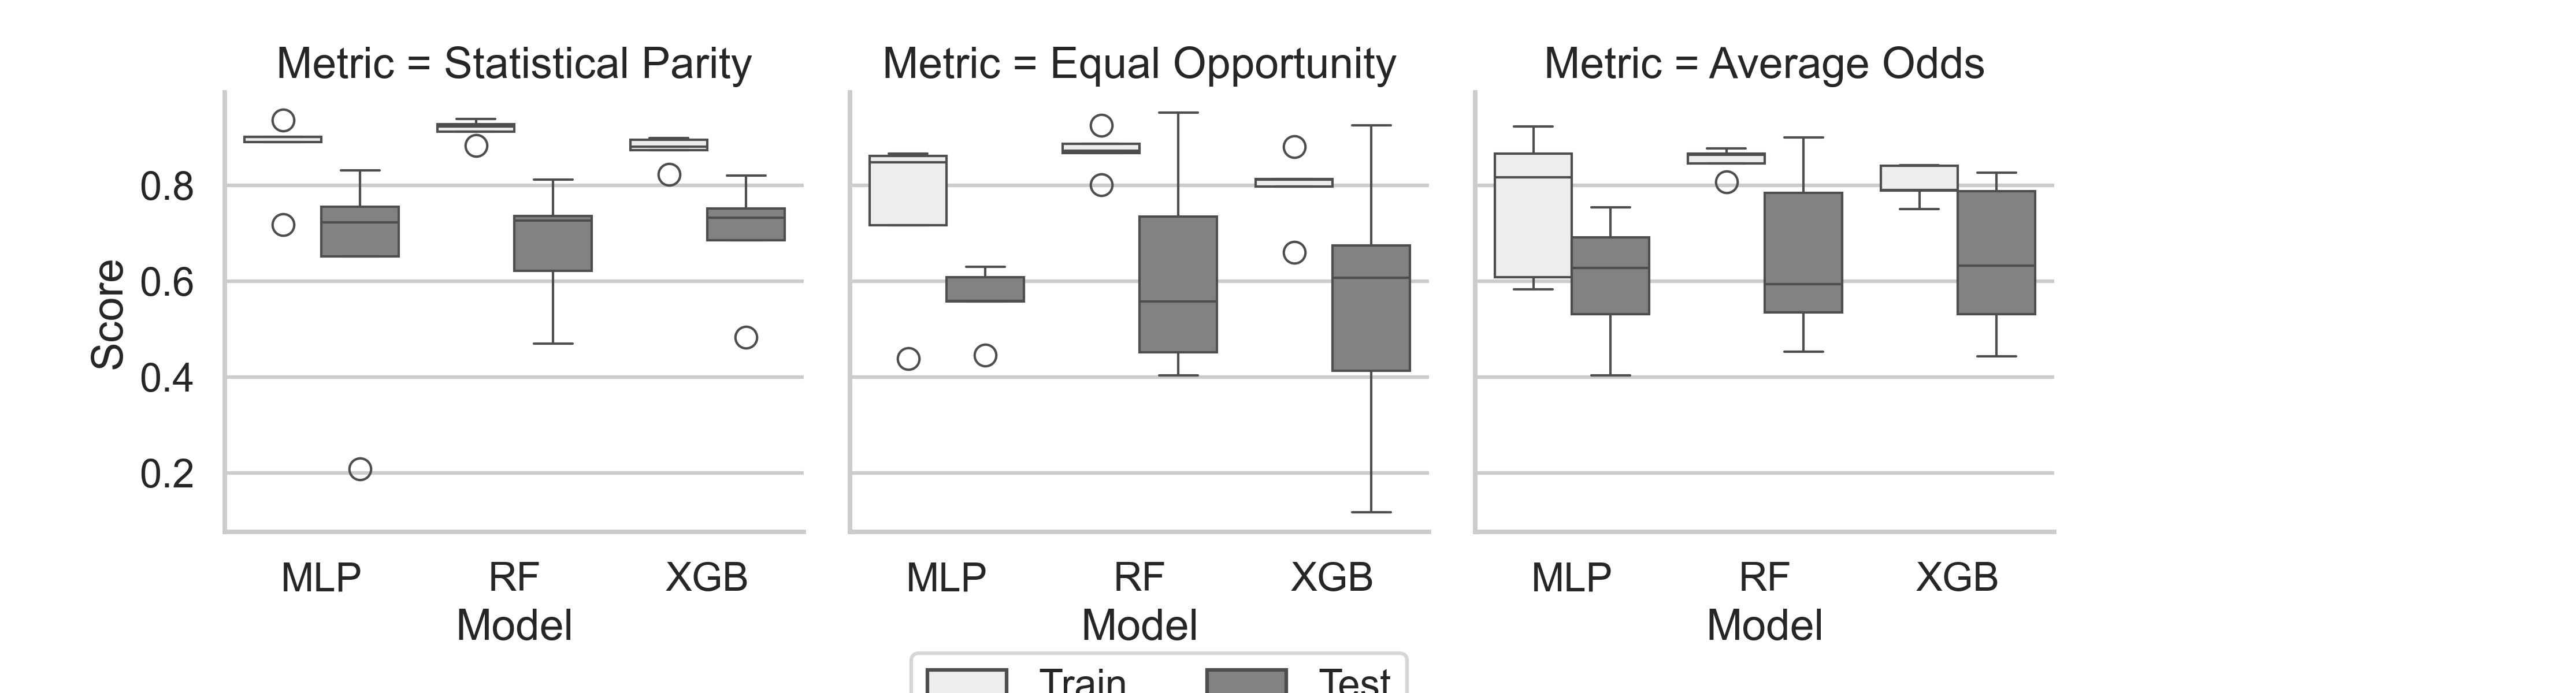 Metric = Statistical Parity
Metric = Equal Opportunity
Metric = Average Odds
Score
0.8
0.6
0.4
0.2
MLP RF XGB
MLP RF XGB
MLP RF XGB
Model
Model
Model
Train Test